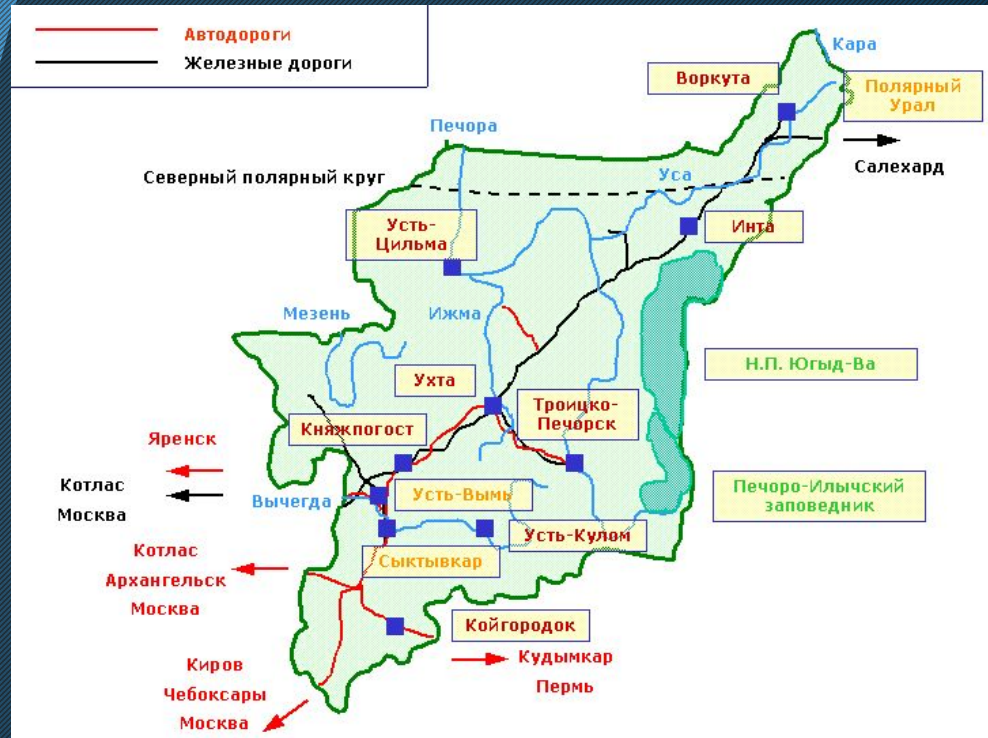 Автодороги
Железные дороги
Кара
Воркута
Полярный
Урал
Печора
Салехард
Северный полярный круг
Уса
Усть-
Цильма
Инта
Мезень
Ижма
Н.П. Югыд-Ва
Ухта
Троицко-
Печорск
Княжпогост
Яренск
Котлас
Москва
Вычегда
Усть-Вымь
Печоро-Илычский
заповедник
Усть-Кулом
Сыктывкар
Котлас
Архангельск
Москва
Койгородок
Киров
Чебоксары
Москва
Кудымкар
Пермь